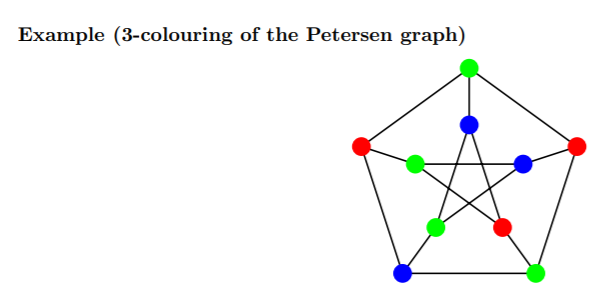 Example (3-colouring of the Petersen graph)